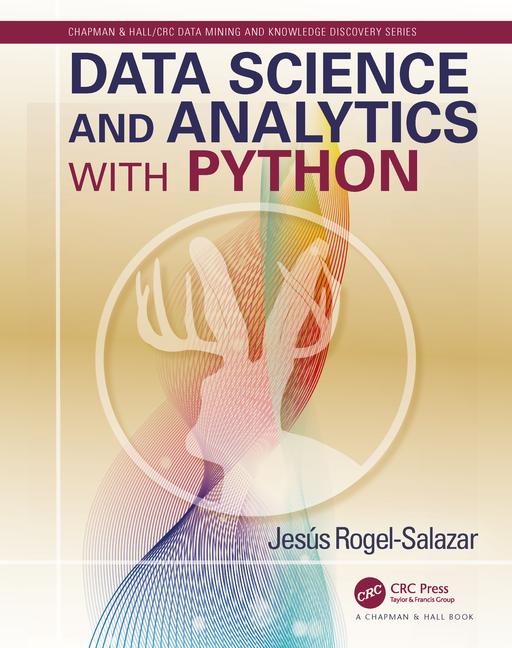 CHAPMAN & HALL/CRC DATA MINING AND KNOWLEDGE DISCOVERY SERIES
DATA SCIENCE
AND ANALYTICS
WITH PYTHON
Jesús Rogel-Salazar
CRC
CRC Press
Taylor & Francis Group
A CHAPMAN & HALL BOOK